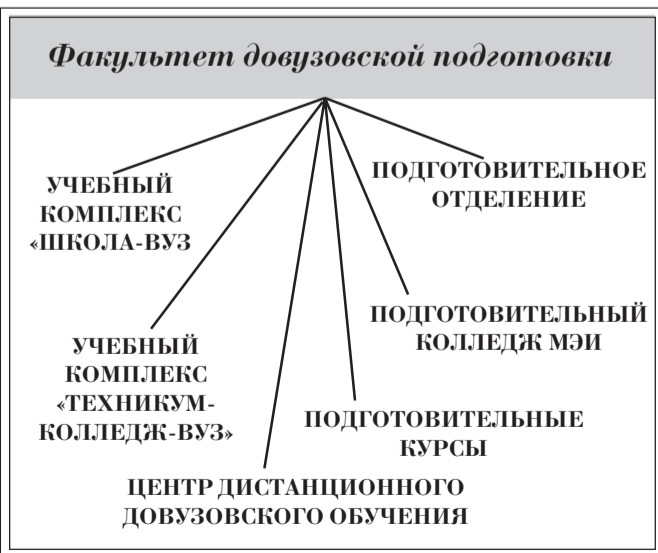 Факультет довузовской подготовки
УЧЕБНЫЙ
КОМПЛЕКС
«ШКОЛА-ВУЗ
ПОДГОТОВИТЕЛЬНОЕ
ОТДЕЛЕНИЕ
УЧЕБНЫЙ
КОМПЛЕКС
«ТЕХНИКУМ-
КОЛЛЕДЖ-ВУЗ»
ПОДГОТОВИТЕЛЬНЫЙ
КОЛЛЕДЖ МЭИ
ПОДГОТОВИТЕЛЬНЫЕ
КУРСЫ
ЦЕНТР ДИСТАНЦИОННОГО
ДОВУЗОВСКОГО ОБУЧЕНИЯ